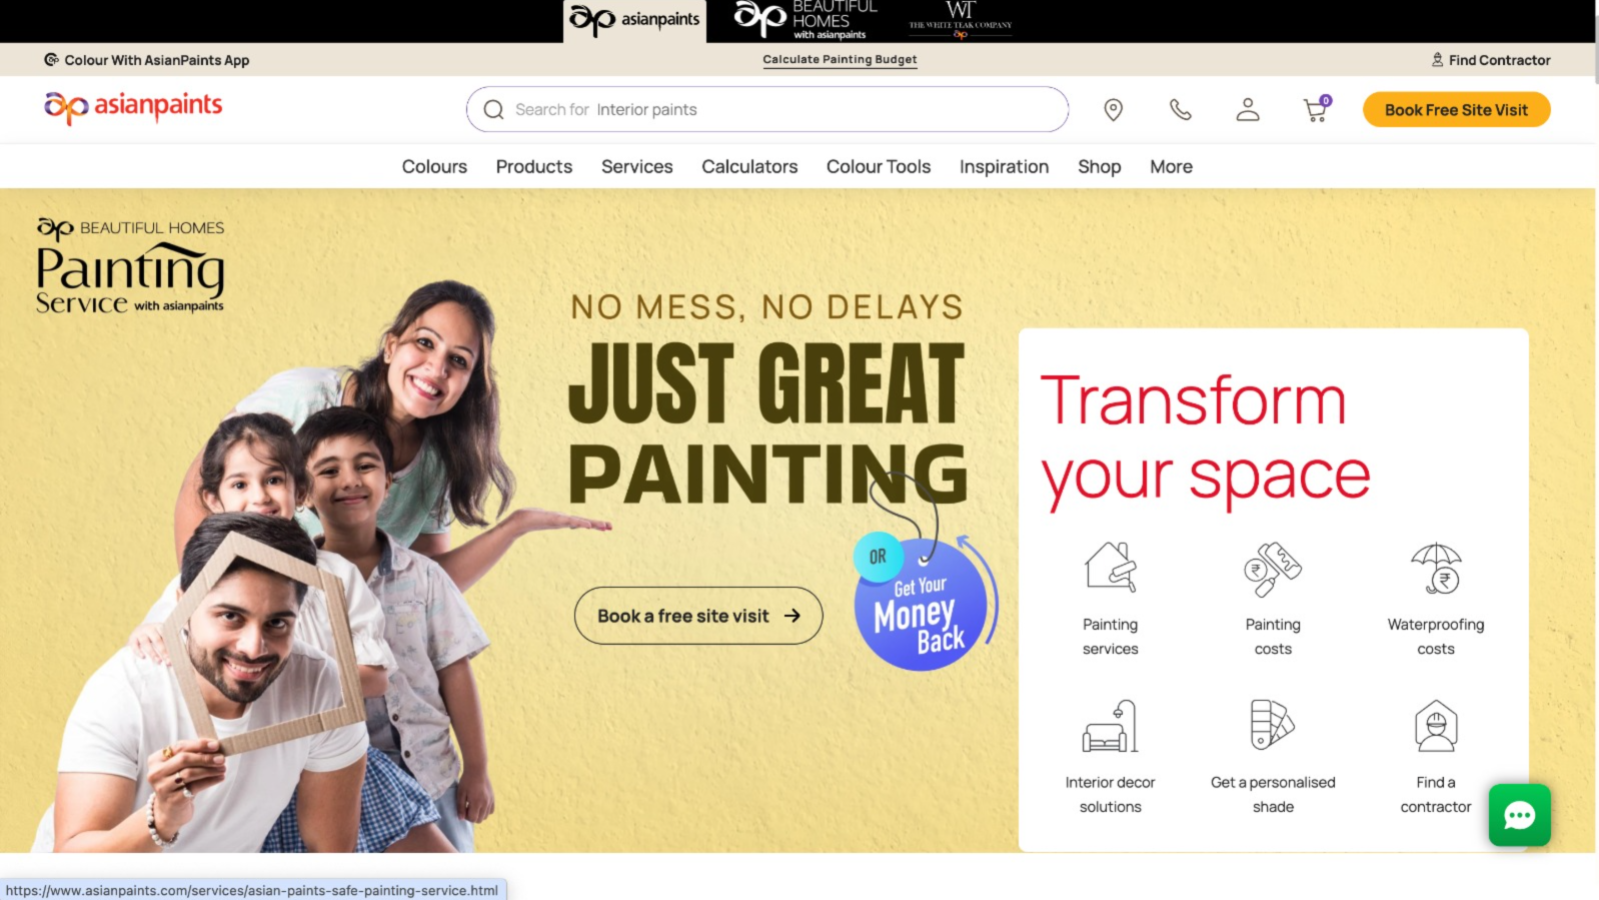 asianpaints
BEAUTIFUL
HOMES
with asianpaints
WT
THE WHITE TEAK COMPANY
Colour With AsianPaints App
Calculate Painting Budget
Find Contractor
asianpaints
Search for Interior paints
0
Book Free Site Visit
Colours Products Services Calculators Colour Tools Inspiration Shop More
BEAUTIFUL HOMES
Painting
Service with asianpaints
NO MESS, NO DELAYS
JUST GREAT
PAINTING
OR
Get Your
Money
Back
Book a free site visit
Transform
your space
Painting
services
Painting
costs
Waterproofing
costs
Interior decor
solutions
Get a personalised
shade
Find a
contractor
https://www.asianpaints.com/services/asian-paints-safe-painting-service.html